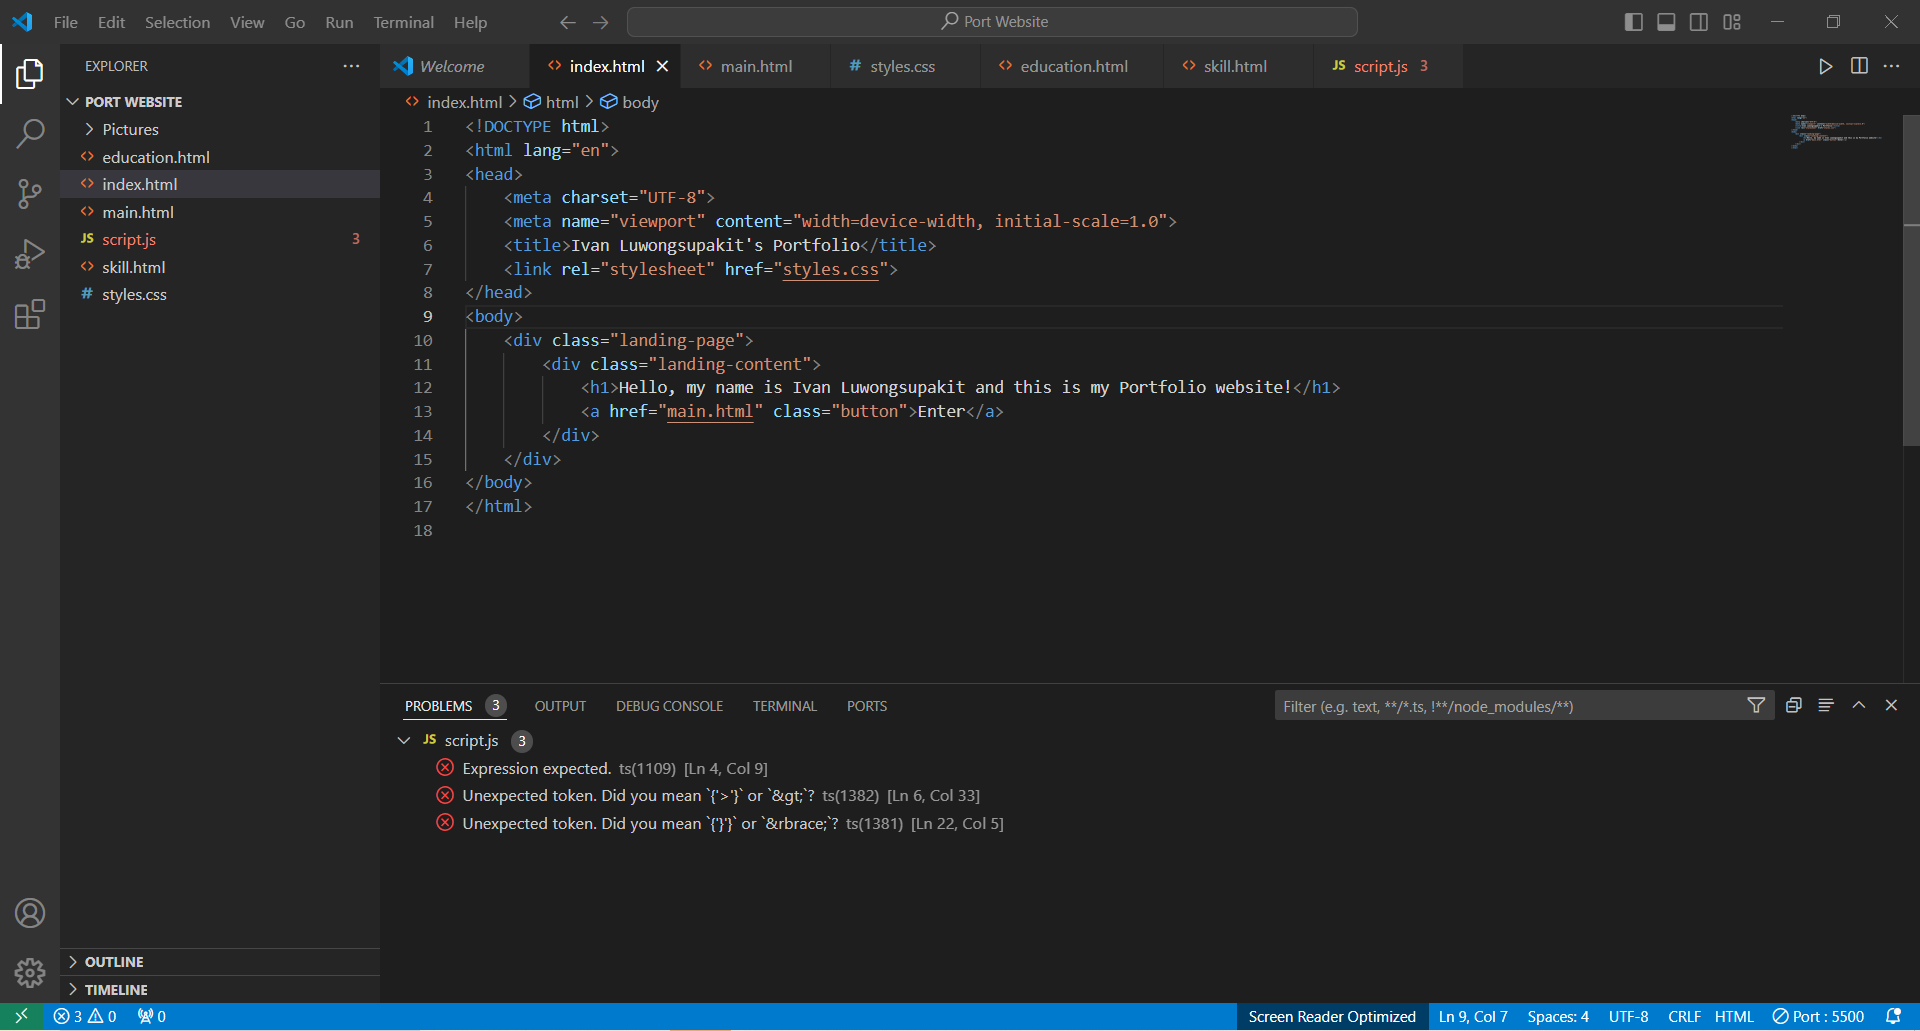 File Edit Selection View Go Run Terminal Help
Port Website
EXPLORER
PORT WEBSITE
Pictures
education.html
index.html
main.html
JS script.js 3
skill.html
# styles.css
OUTLINE
TIMELINE
Welcome
index.html
main.html
# styles.css
education.html
skill.html
JS script.js 3
index.html > html > body
1 <!DOCTYPE html>
2 <html lang="en">
3 <head>
4 <meta charset="UTF-8">
5 <meta name="viewport" content="width=device-width, initial-scale=1.0">
6 <title>Ivan Luwongsupakit's Portfolio</title>
7 <link rel="stylesheet" href="styles.css">
8 </head>
9 <body>
10 <div class="landing-page">
11 <div class="landing-content">
12 <h1>Hello, my name is Ivan Luwongsupakit and this is my Portfolio website!</h1>
13 <a href="main.html" class="button">Enter</a>
14 </div>
15 </div>
16 </body>
17 </html>
18
PROBLEMS 3 OUTPUT DEBUG CONSOLE TERMINAL PORTS
Filter (e.g. text, **/*.ts, !**/node_modules/**)
JS script.js 3
Expression expected. ts(1109) [Ln 4, Col 9]
Unexpected token. Did you mean `{'>'}` or `&gt;`? ts(1382) [Ln 6, Col 33]
Unexpected token. Did you mean `{'}'}` or `&rbrace;`? ts(1381) [Ln 22, Col 5]
3 0 0
Screen Reader Optimized Ln 9, Col 7 Spaces: 4 UTF-8 CRLF HTML Port : 5500